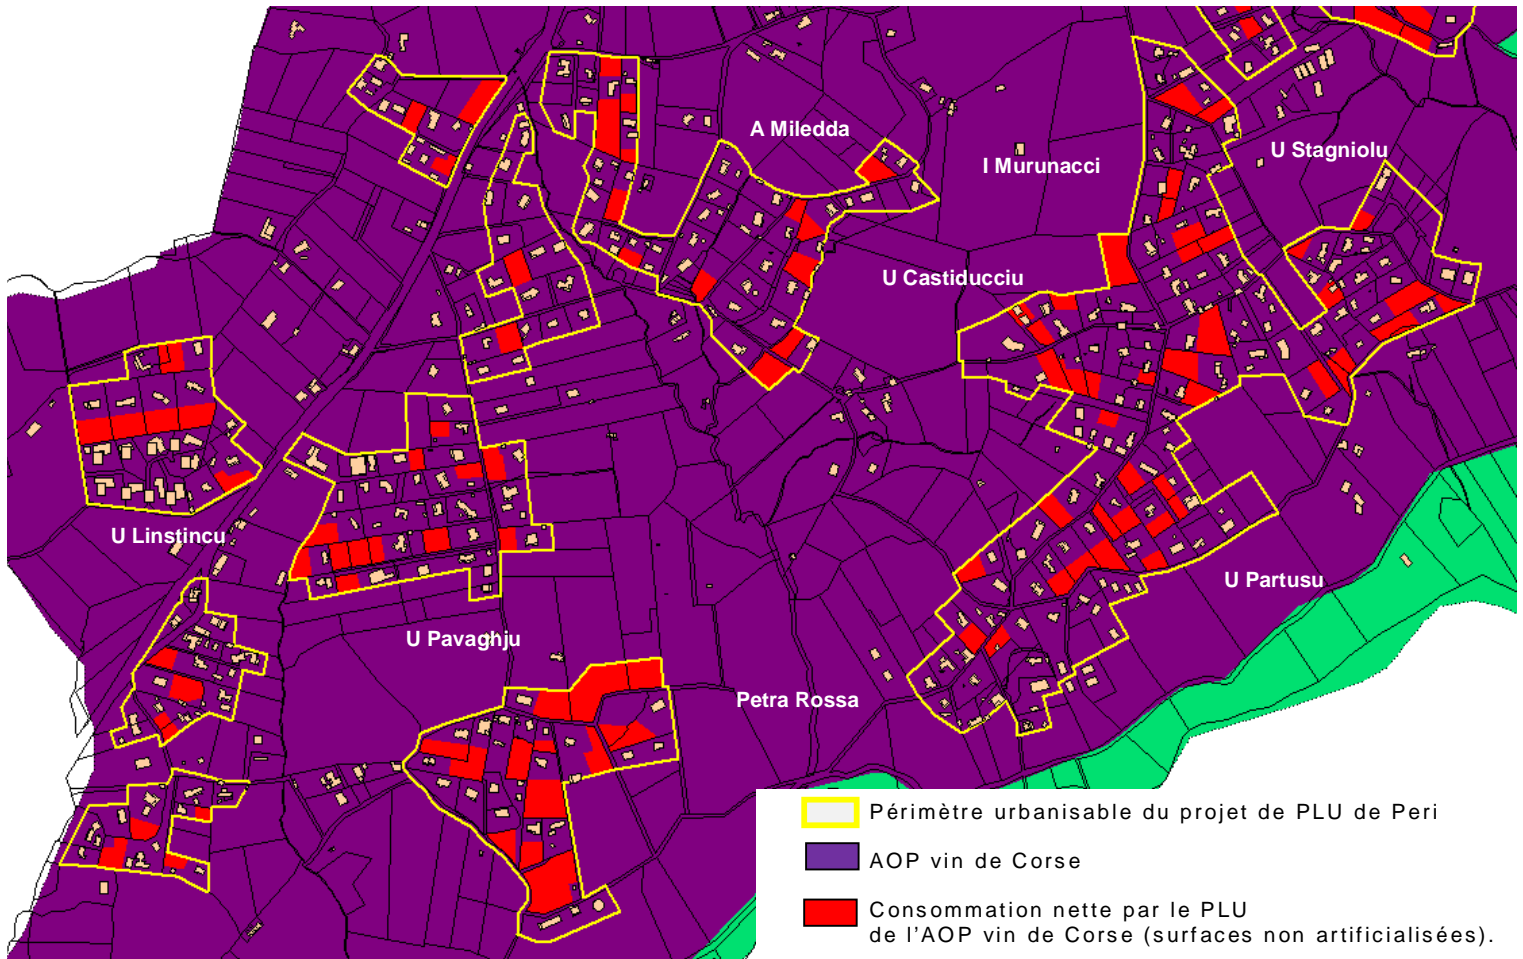 A Miledda
I Murunacci
U Stagniolu
U Castiducciu
U Linstincu
U Partusu
U Pavaghju
Petra Rossa
Périmètre urbanisable du projet de PLU de Peri
AOP vin de Corse
Consommation nette par le PLU
de l'AOP vin de Corse (surfaces non artificialisées).